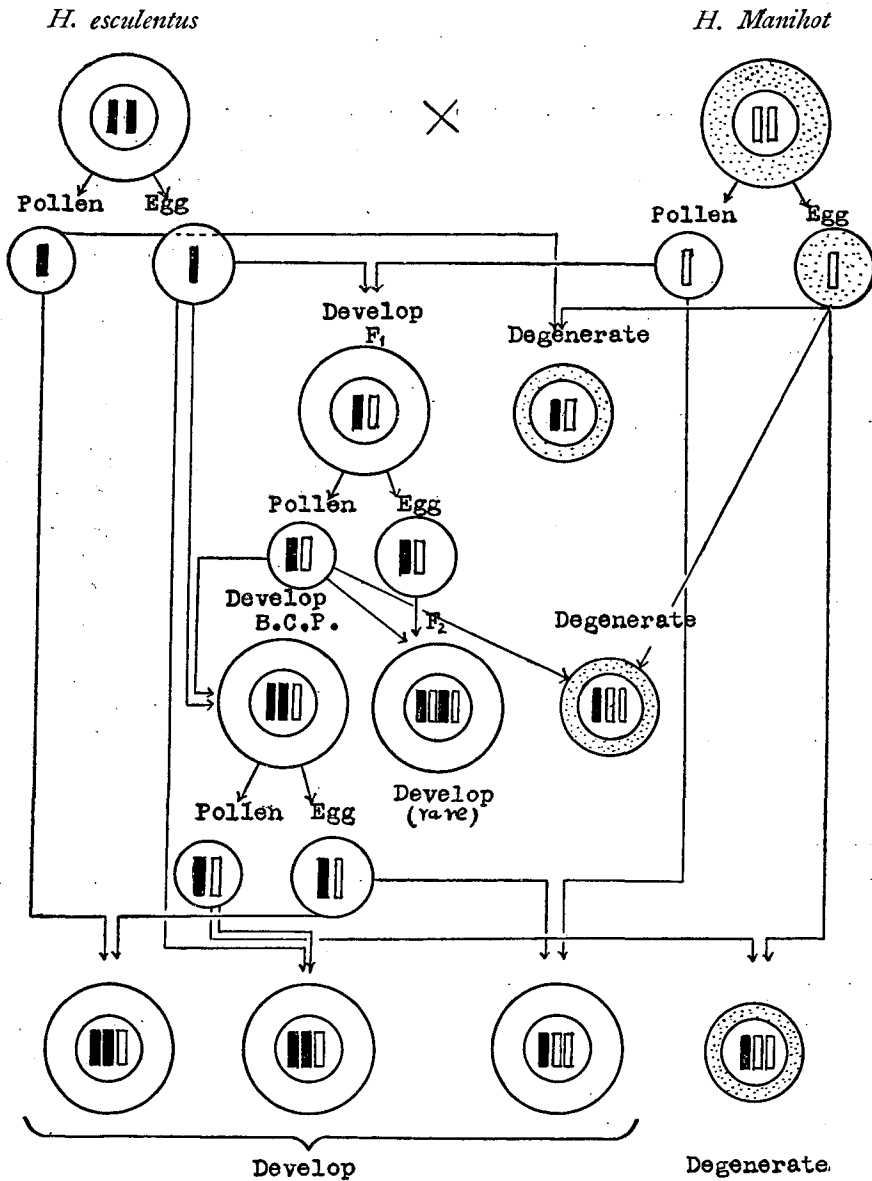 H. esculentus
H. Manihot
Pollen
Egg
Pollen
Egg
Develop
F₁
Degenerate
Pollen
Egg
Develop
B.C.P.
F₂
Degenerate
Develop
(rare)
Pollen
Egg
Develop
Degenerate